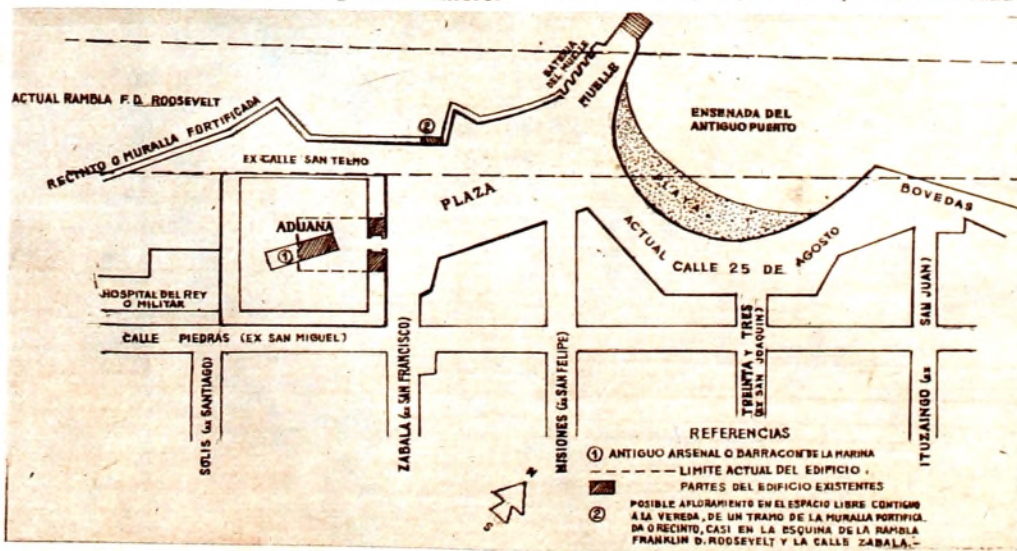 BATERIA
DEL MUELLE
MUELLE
ACTUAL RAMBLA F. D. ROOSEVELT
ENSENADA DEL
ANTIGUO PUERTO
RECINTO O MURALLA FORTIFICADA
②
EX-CALLE SAN TELMO
PLAZA
PLAYA
BOVEDAS
ADUANA
①
ACTUAL CALLE 25 DE AGOSTO
HOSPITAL DEL REY
O MILITAR
CALLE PIEDRAS (EX SAN MIGUEL)
SOLIS (EX SANTIAGO)
ZABALA (EX SAN FRANCISCO)
MISIONES (EX SAN FELIPE)
TREINTA Y TRES
(EX SAN JOAQUIN)
ITUZAINGO (EX SAN JUAN)
N
S
REFERENCIAS
① ANTIGUO ARSENAL O BARRACON DE LA MARINA
LIMITE ACTUAL DEL EDIFICIO.
PARTES DEL EDIFICIO EXISTENTES
② POSIBLE AFLORAMIENTO EN EL ESPACIO LIBRE CONTIGUO
A LA VEREDA, DE UN TRAMO DE LA MURALLA FORTIFICA-
DA O RECINTO, CASI EN LA ESQUINA DE LA RAMBLA
FRANKLIN D. ROOSEVELT Y LA CALLE ZABALA.-